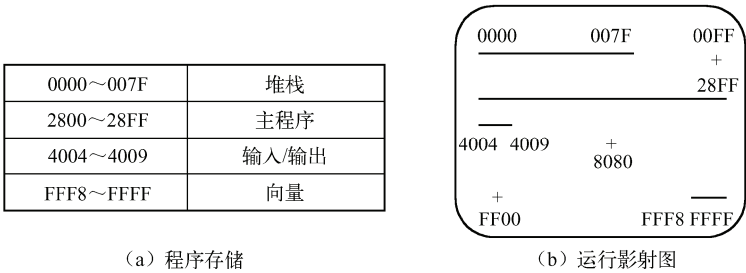 0000～007F 堆栈
2800～28FF 主程序
4004～4009 输入/输出
FFF8～FFFF 向量
（a）程序存储
0000 007F 00FF
+
28FF
4004 4009 +
8080
+
FF00 FFF8 FFFF
（b）运行影射图